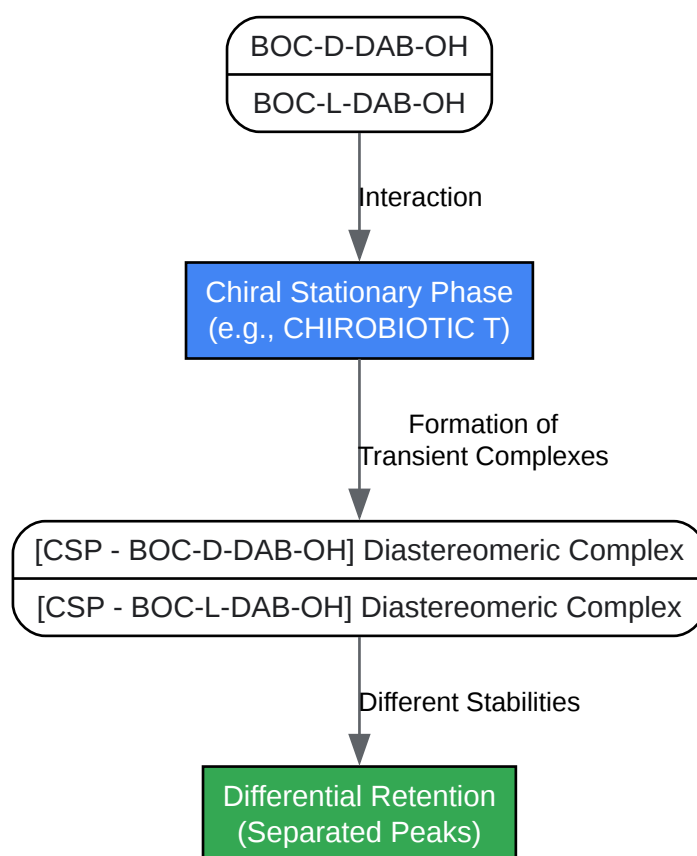 BOC-D-DAB-OH
BOC-L-DAB-OH
Interaction
Chiral Stationary Phase
(e.g., CHIROBIOTIC T)
Formation of
Transient Complexes
[CSP - BOC-D-DAB-OH] Diastereomeric Complex
[CSP - BOC-L-DAB-OH] Diastereomeric Complex
Different Stabilities
Differential Retention
(Separated Peaks)